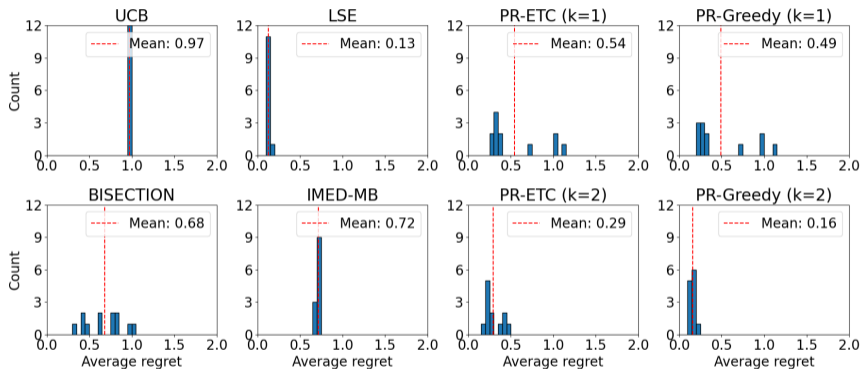 UCB
LSE
PR-ETC (k=1)
PR-Greedy (k=1)
Count
12
9
6
3
0
Mean: 0.97
0.0 0.5 1.0 1.5 2.0
12
9
6
3
0
Mean: 0.13
0.0 0.5 1.0 1.5 2.0
12
9
6
3
0
Mean: 0.54
0.0 0.5 1.0 1.5 2.0
12
9
6
3
0
Mean: 0.49
0.0 0.5 1.0 1.5 2.0
BISECTION
IMED-MB
PR-ETC (k=2)
PR-Greedy (k=2)
Count
12
9
6
3
0
Mean: 0.68
0.0 0.5 1.0 1.5 2.0
Average regret
12
9
6
3
0
Mean: 0.72
0.0 0.5 1.0 1.5 2.0
Average regret
12
9
6
3
0
Mean: 0.29
0.0 0.5 1.0 1.5 2.0
Average regret
12
9
6
3
0
Mean: 0.16
0.0 0.5 1.0 1.5 2.0
Average regret